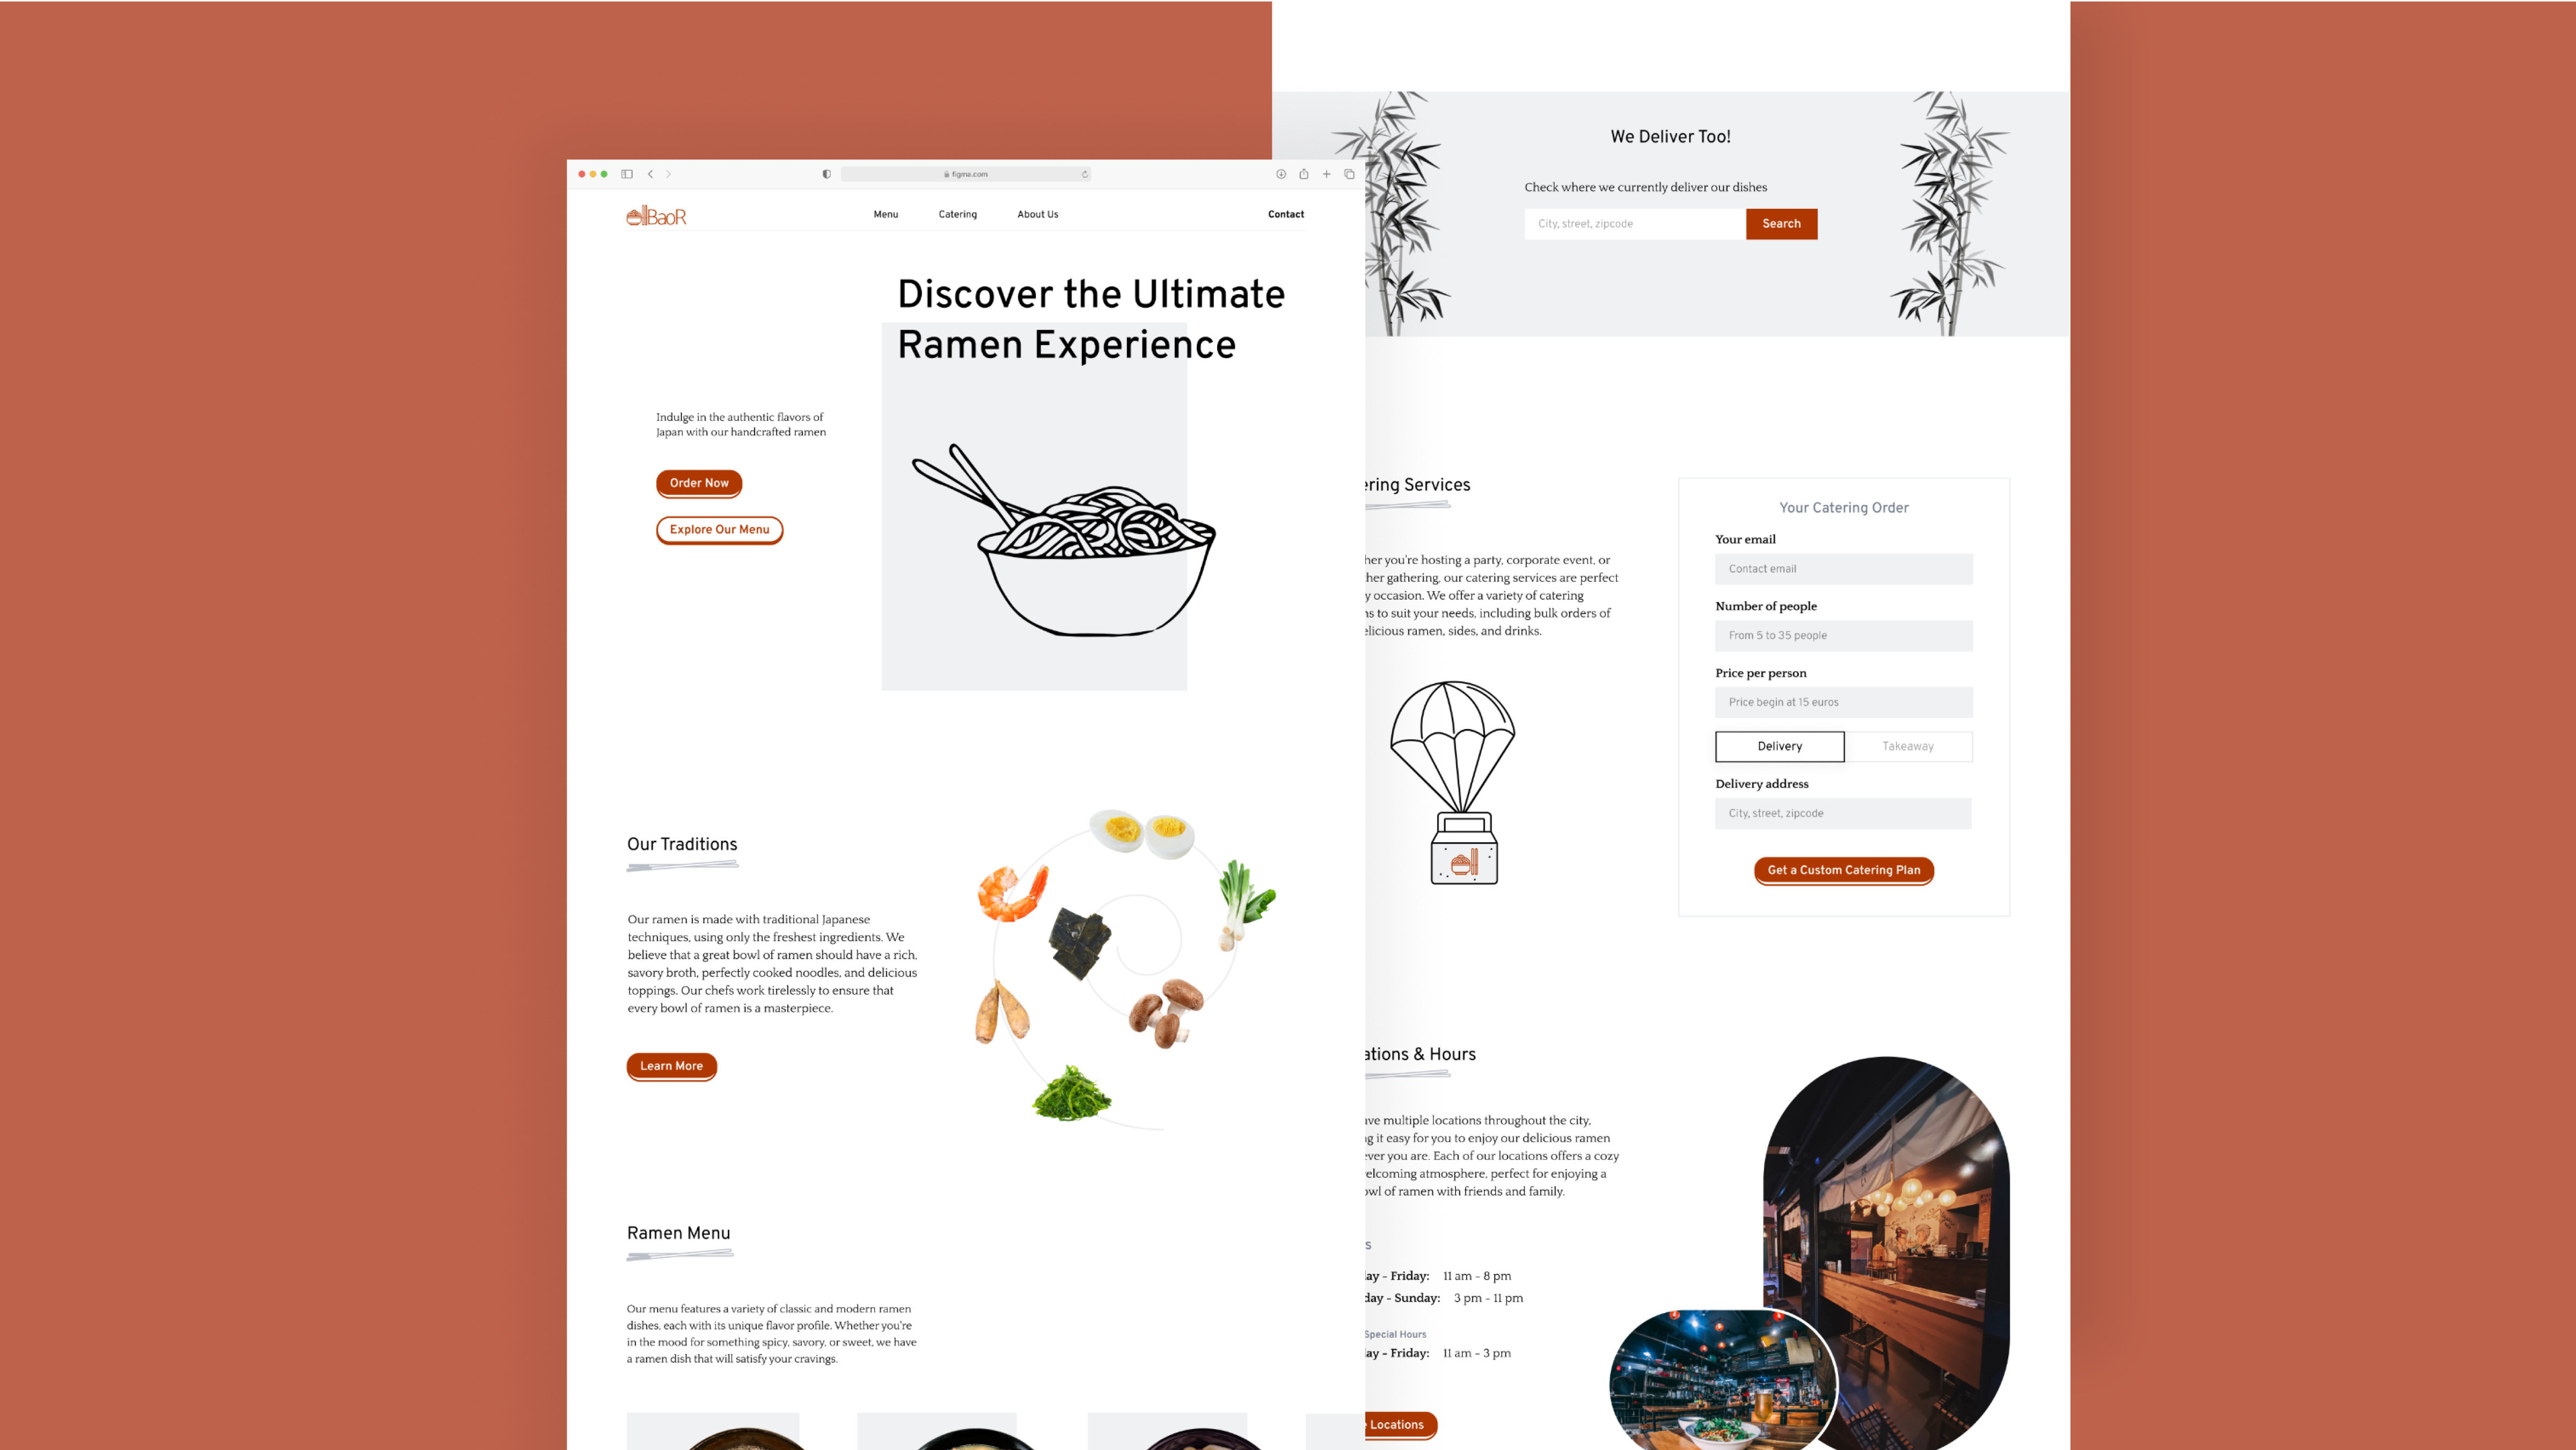 figma.com
BaoR
Menu
Catering
About Us
Contact
Discover the Ultimate
Ramen Experience
Indulge in the authentic flavors of
Japan with our handcrafted ramen
Order Now
Explore Our Menu
Our Traditions
Our ramen is made with traditional Japanese
techniques, using only the freshest ingredients. We
believe that a great bowl of ramen should have a rich,
savory broth, perfectly cooked noodles, and delicious
toppings. Our chefs work tirelessly to ensure that
every bowl of ramen is a masterpiece.
Learn More
Ramen Menu
Our menu features a variety of classic and modern ramen
dishes, each with its unique flavor profile. Whether you're
in the mood for something spicy, savory, or sweet, we have
a ramen dish that will satisfy your cravings.
We Deliver Too!
Check where we currently deliver our dishes
City, street, zipcode
Search
ering Services
her you're hosting a party, corporate event, or
her gathering, our catering services are perfect
y occasion. We offer a variety of catering
ns to suit your needs, including bulk orders of
elicious ramen, sides, and drinks.
Your Catering Order
Your email
Contact email
Number of people
From 5 to 35 people
Price per person
Price begin at 15 euros
Delivery
Takeaway
Delivery address
City, street, zipcode
Get a Custom Catering Plan
ations & Hours
ve multiple locations throughout the city,
g it easy for you to enjoy our delicious ramen
ever you are. Each of our locations offers a cozy
elcoming atmosphere, perfect for enjoying a
owl of ramen with friends and family.
s
ay - Friday: 11 am - 8 pm
day - Sunday: 3 pm - 11 pm
Special Hours
ay - Friday: 11 am - 3 pm
Locations